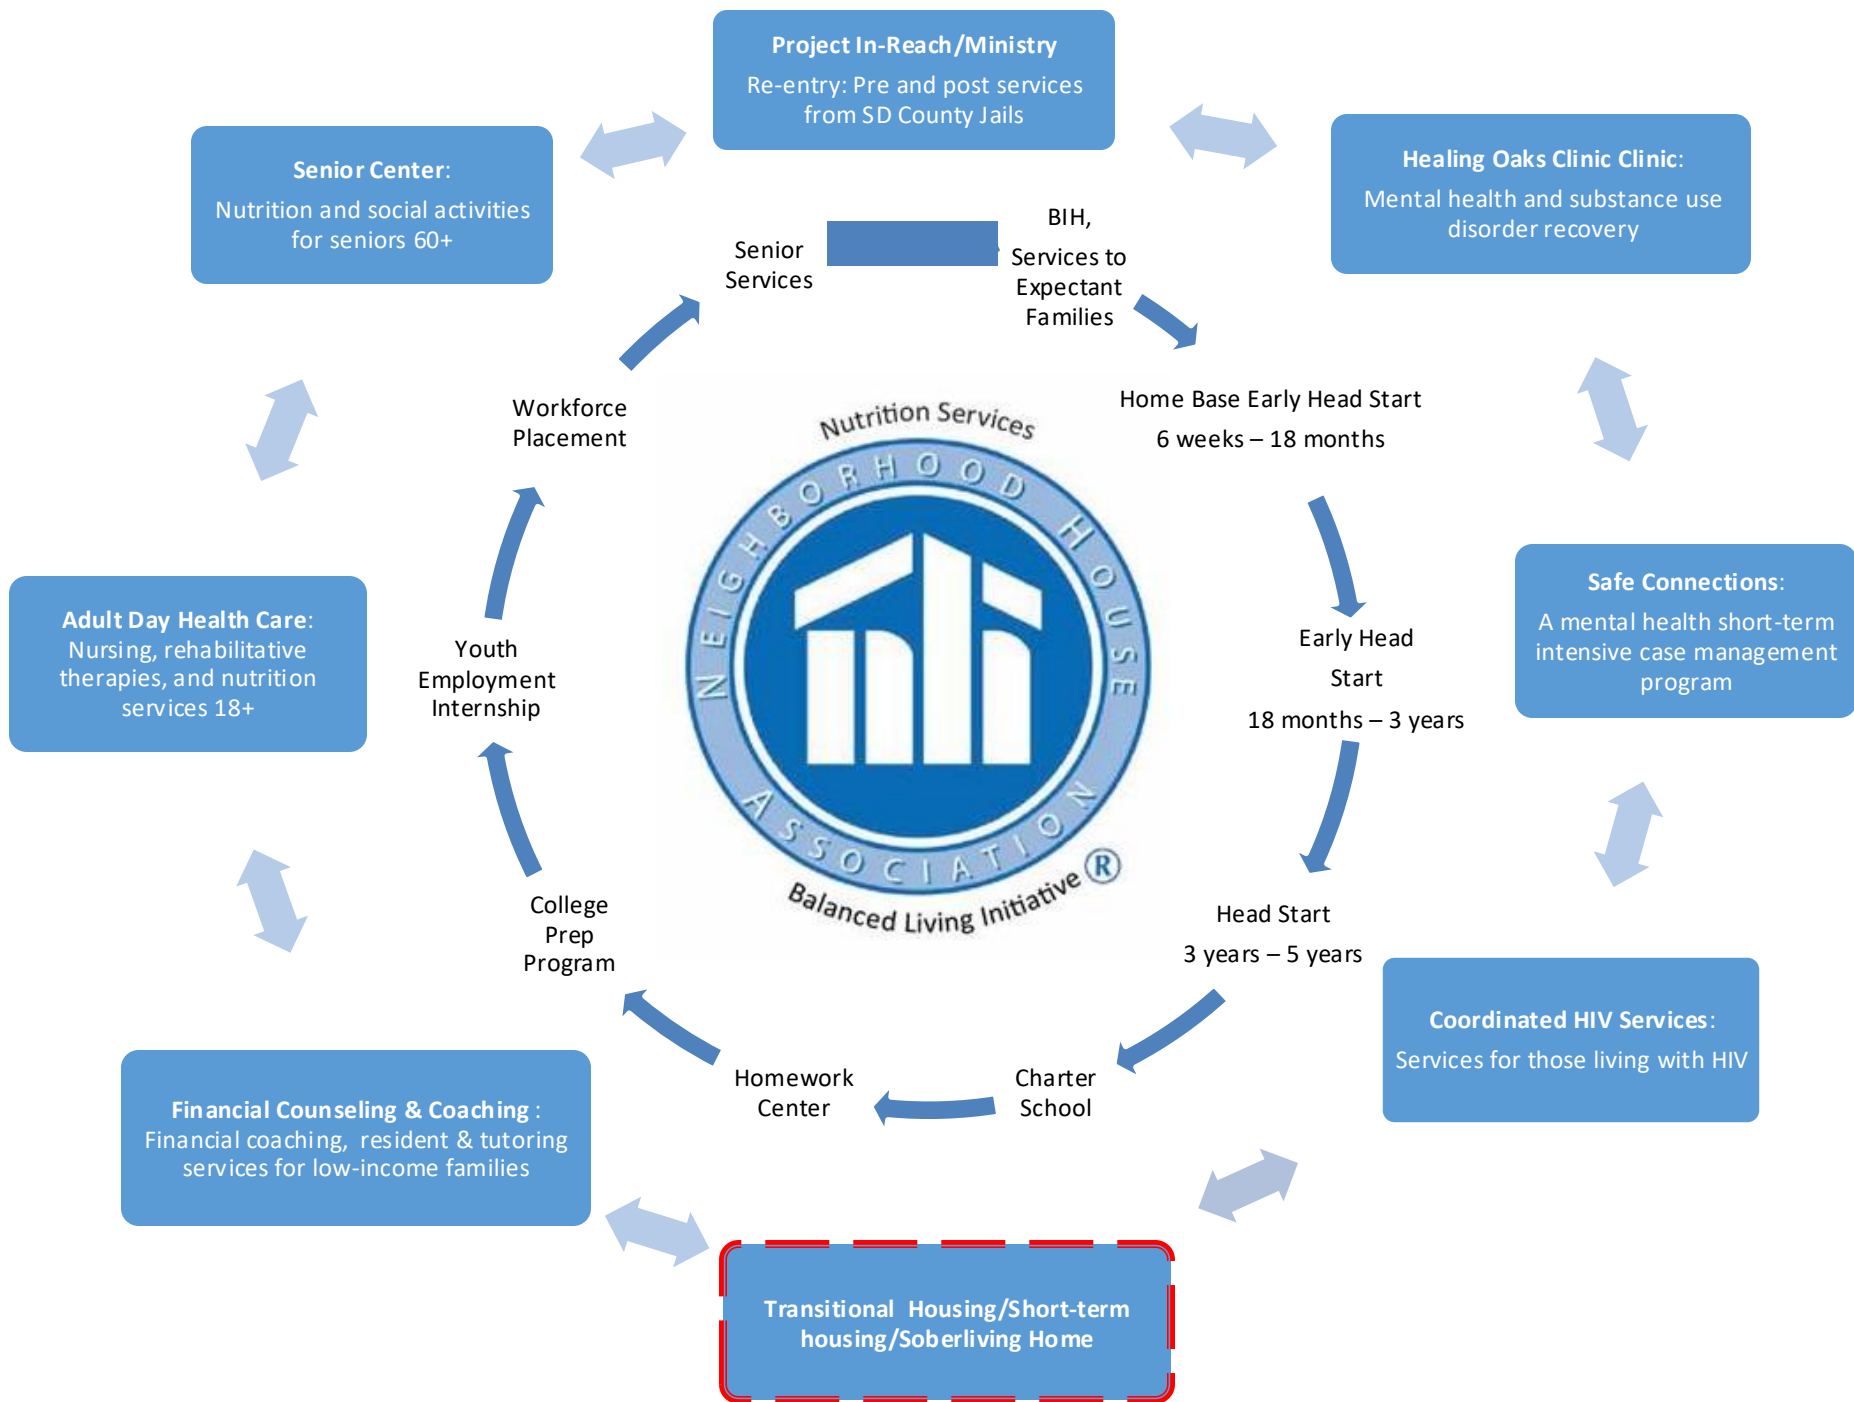 Project In-Reach/Ministry
Re-entry: Pre and post services
from SD County Jails
Senior Center:
Nutrition and social activities
for seniors 60+
Healing Oaks Clinic Clinic:
Mental health and substance use
disorder recovery
Senior
Services
BIH,
Services to
Expectant
Families
Workforce
Placement
Home Base Early Head Start
6 weeks – 18 months
Nutrition Services
NEIGHBORHOOD HOUSE
ASSOCIATION
Balanced Living Initiative ®
Adult Day Health Care:
Nursing, rehabilitative
therapies, and nutrition
services 18+
Youth
Employment
Internship
Early Head
Start
18 months – 3 years
Safe Connections:
A mental health short-term
intensive case management
program
College
Prep
Program
Head Start
3 years – 5 years
Coordinated HIV Services:
Services for those living with HIV
Homework
Center
Charter
School
Financial Counseling & Coaching :
Financial coaching, resident & tutoring
services for low-income families
Transitional Housing/Short-term
housing/Soberliving Home